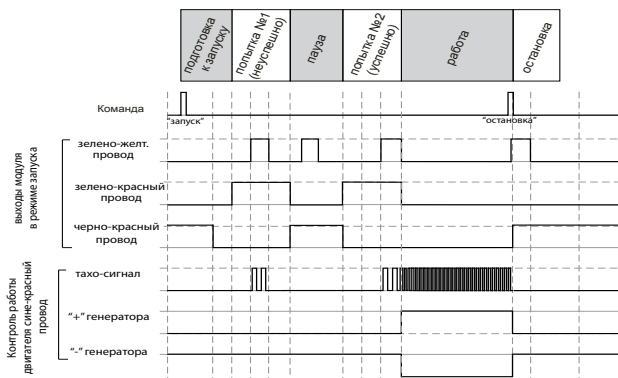 подготовка
к запуску
попытка №1
(неуспешно)
пауза
попытка №2
(успешно)
работа
остановка
Команда
"запуск"
"остановка"
выходы модуля
в режиме запуска
зелено-желт.
провод
зелено-красный
провод
черно-красный
провод
Контроль работы
двигателя сине-красный
провод
тахо-сигнал
"+" генератора
"-" генератора